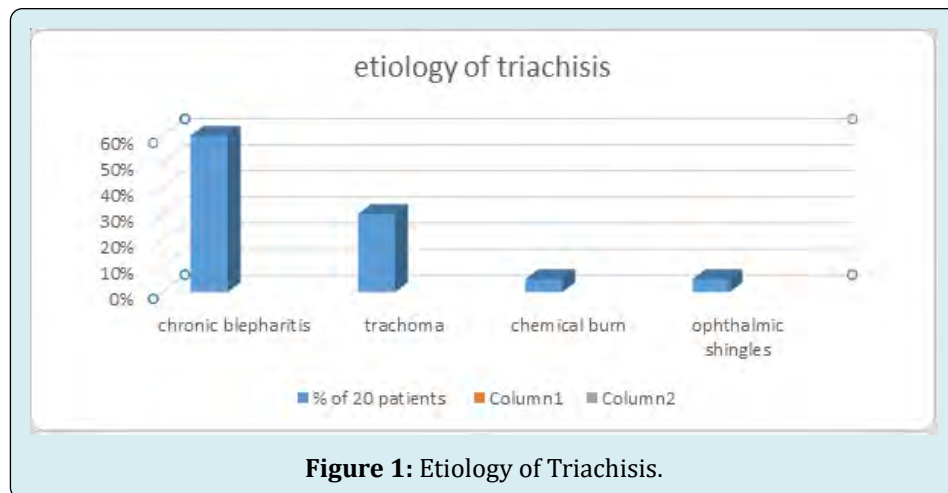 etiology of triachisis
60%
50%
40%
30%
20%
10%
0%
chronic blepharitis trachoma chemical burn ophthalmic
shingles
% of 20 patients Column1 Column2
Figure 1: Etiology of Triachisis.